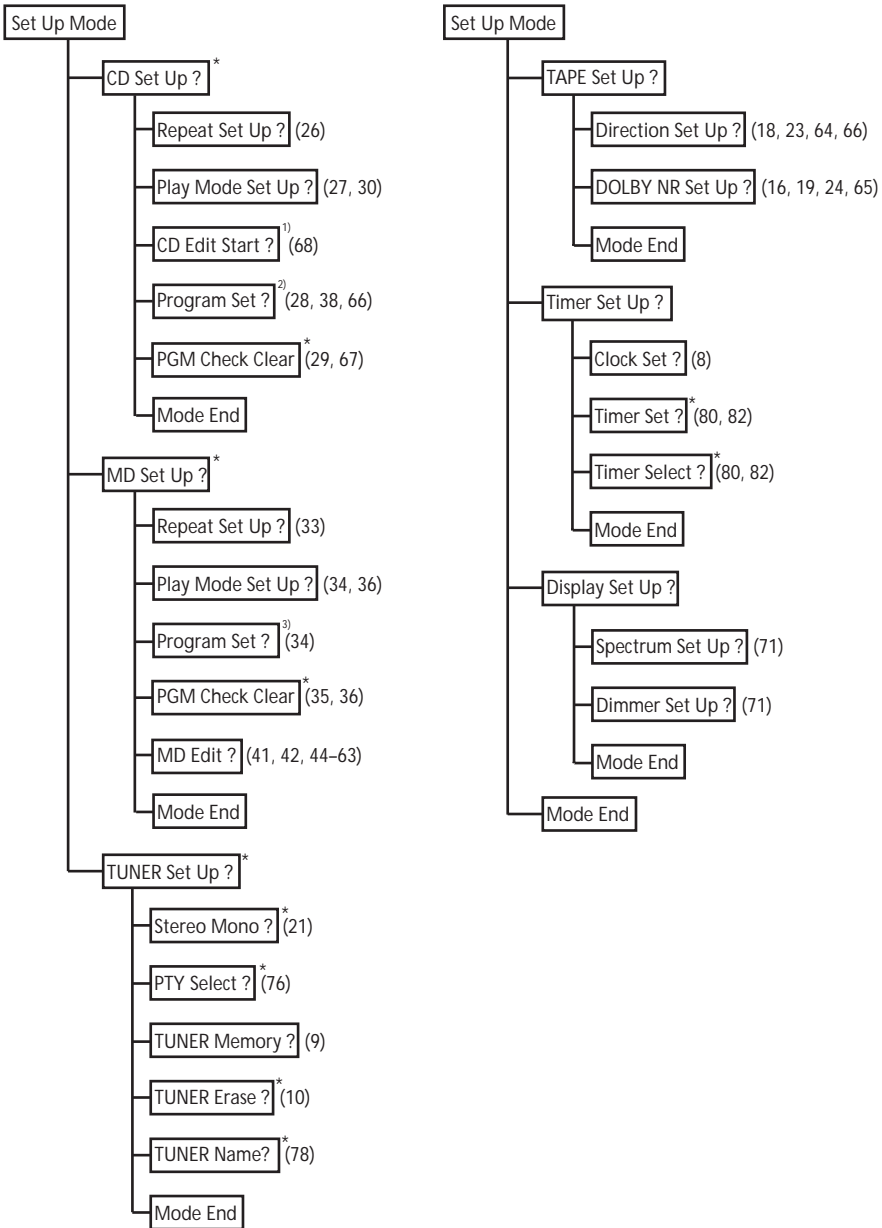 Set Up Mode
CD Set Up ? *
Repeat Set Up ? (26)
Play Mode Set Up ? (27, 30)
CD Edit Start ? 1) (68)
Program Set ? 2) (28, 38, 66)
PGM Check Clear * (29, 67)
Mode End
MD Set Up ? *
Repeat Set Up ? (33)
Play Mode Set Up ? (34, 36)
Program Set ? 3) (34)
PGM Check Clear * (35, 36)
MD Edit ? (41, 42, 44–63)
Mode End
TUNER Set Up ? *
Stereo Mono ? * (21)
PTY Select ? * (76)
TUNER Memory ? (9)
TUNER Erase ? * (10)
TUNER Name? * (78)
Mode End
Set Up Mode
TAPE Set Up ?
Direction Set Up ? (18, 23, 64, 66)
DOLBY NR Set Up ? (16, 19, 24, 65)
Mode End
Timer Set Up ?
Clock Set ? (8)
Timer Set ? * (80, 82)
Timer Select ? * (80, 82)
Mode End
Display Set Up ?
Spectrum Set Up ? (71)
Dimmer Set Up ? (71)
Mode End
Mode End